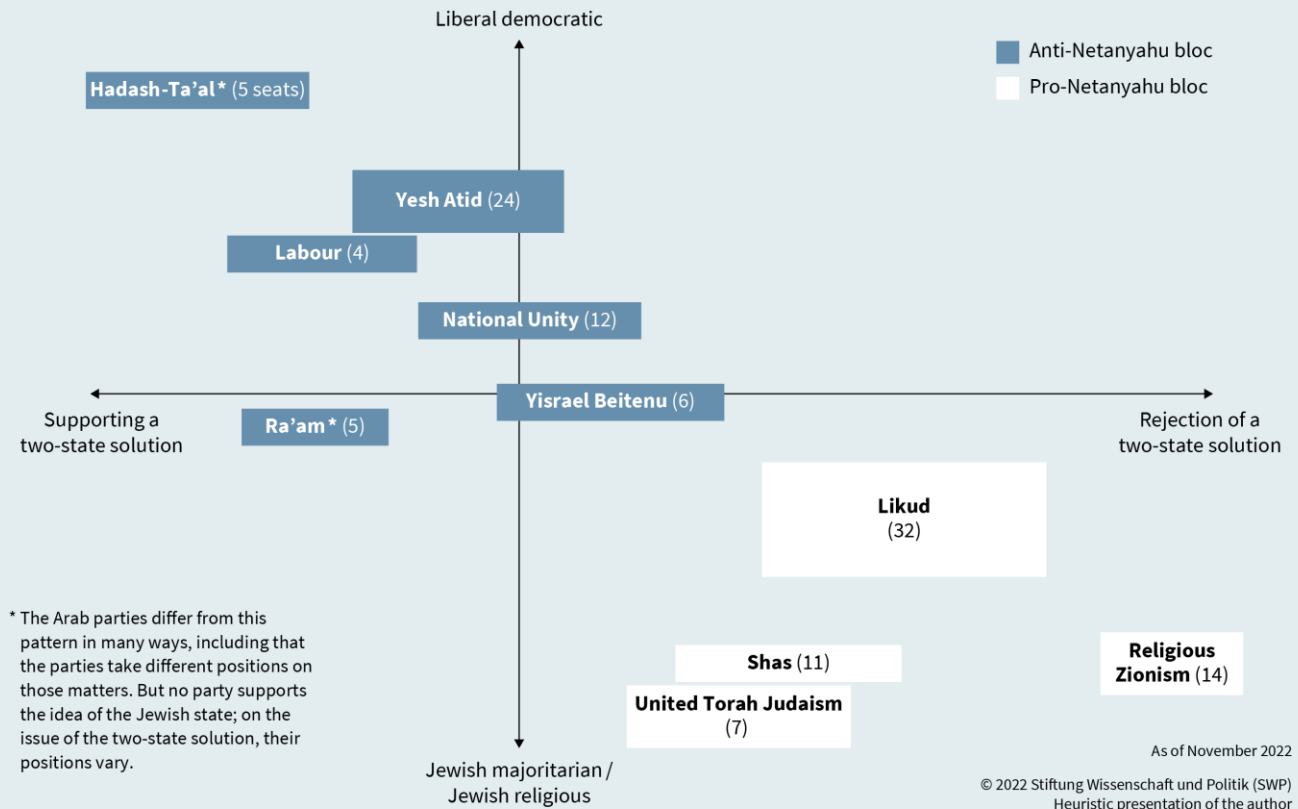 Liberal democratic
Anti-Netanyahu bloc
Pro-Netanyahu bloc
Hadash-Ta’al* (5 seats)
Yesh Atid (24)
Labour (4)
National Unity (12)
Yisrael Beitenu (6)
Ra’am* (5)
Supporting a
two-state solution
Rejection of a
two-state solution
Likud
(32)
Shas (11)
Religious
Zionism (14)
United Torah Judaism
(7)
* The Arab parties differ from this
pattern in many ways, including that
the parties take different positions on
those matters. But no party supports
the idea of the Jewish state; on the
issue of the two-state solution, their
positions vary.
Jewish majoritarian /
Jewish religious
As of November 2022
© 2022 Stiftung Wissenschaft und Politik (SWP)
Heuristic presentation of the author